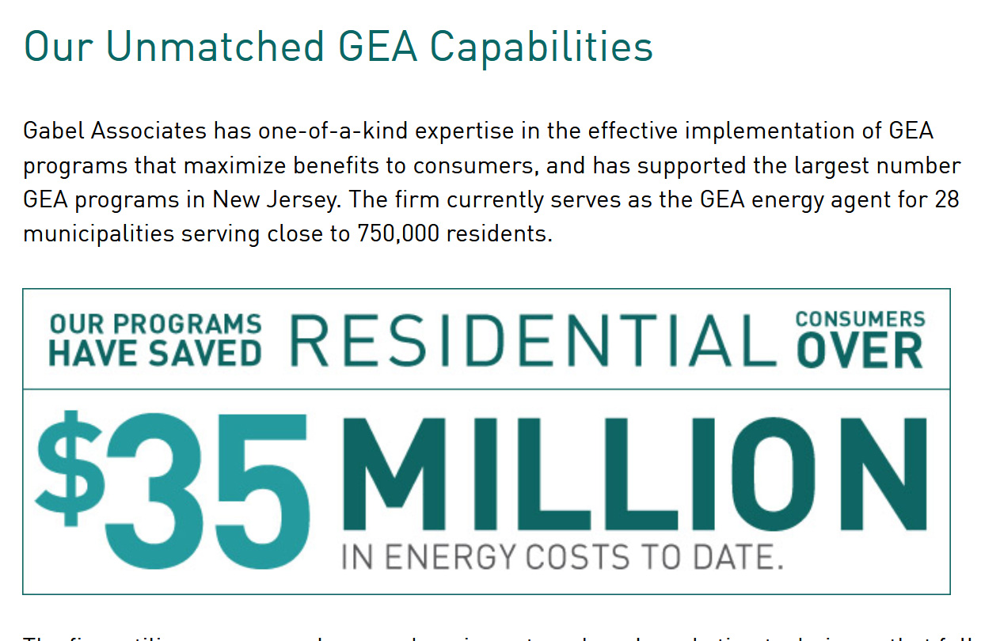 Our Unmatched GEA Capabilities
Gabel Associates has one-of-a-kind expertise in the effective implementation of GEA
programs that maximize benefits to consumers, and has supported the largest number
GEA programs in New Jersey. The firm currently serves as the GEA energy agent for 28
municipalities serving close to 750,000 residents.
OUR PROGRAMS
HAVE SAVED
RESIDENTIAL
CONSUMERS
OVER
$35 MILLION
IN ENERGY COSTS TO DATE.